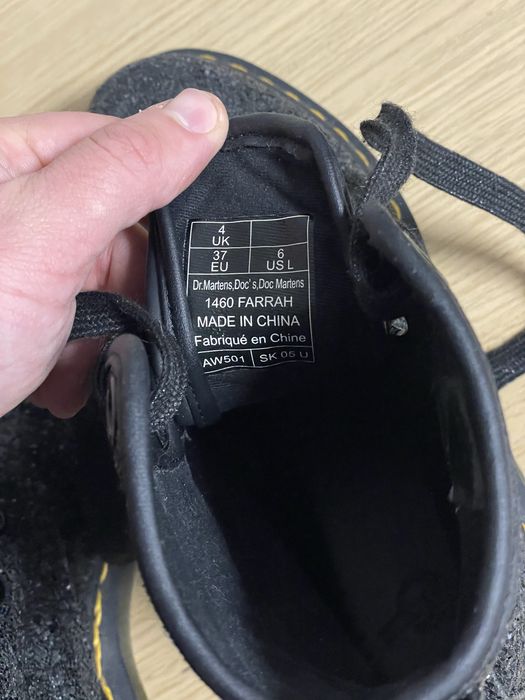 4
UK
37
EU
6
US L
Dr.Martens,Doc's,Doc Martens
1460 FARRAH
MADE IN CHINA
Fabriqué en Chine
AW501 SK 05 U